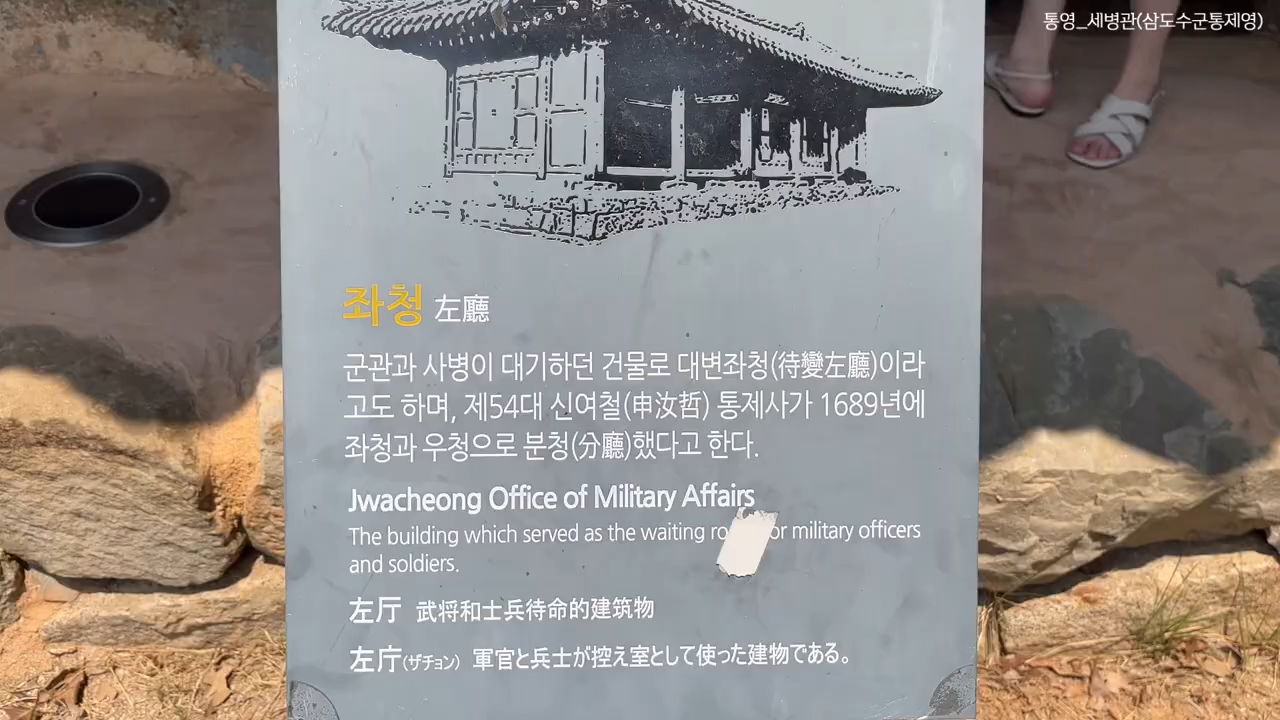 통영_세병관(삼도수군통제영)
좌청 左廳
군관과 사병이 대기하던 건물로 대변좌청(待變左廳)이라
고도 하며, 제54대 신여철(申汝哲) 통제사가 1689년에
좌청과 우청으로 분청(分廳)했다고 한다.
Jwacheong Office of Military Affairs
The building which served as the waiting military officers
and soldiers.
左厅 武将和士兵待命的建筑物
左庁(ザチョン) 軍官と兵士が控え室として使った建物である。